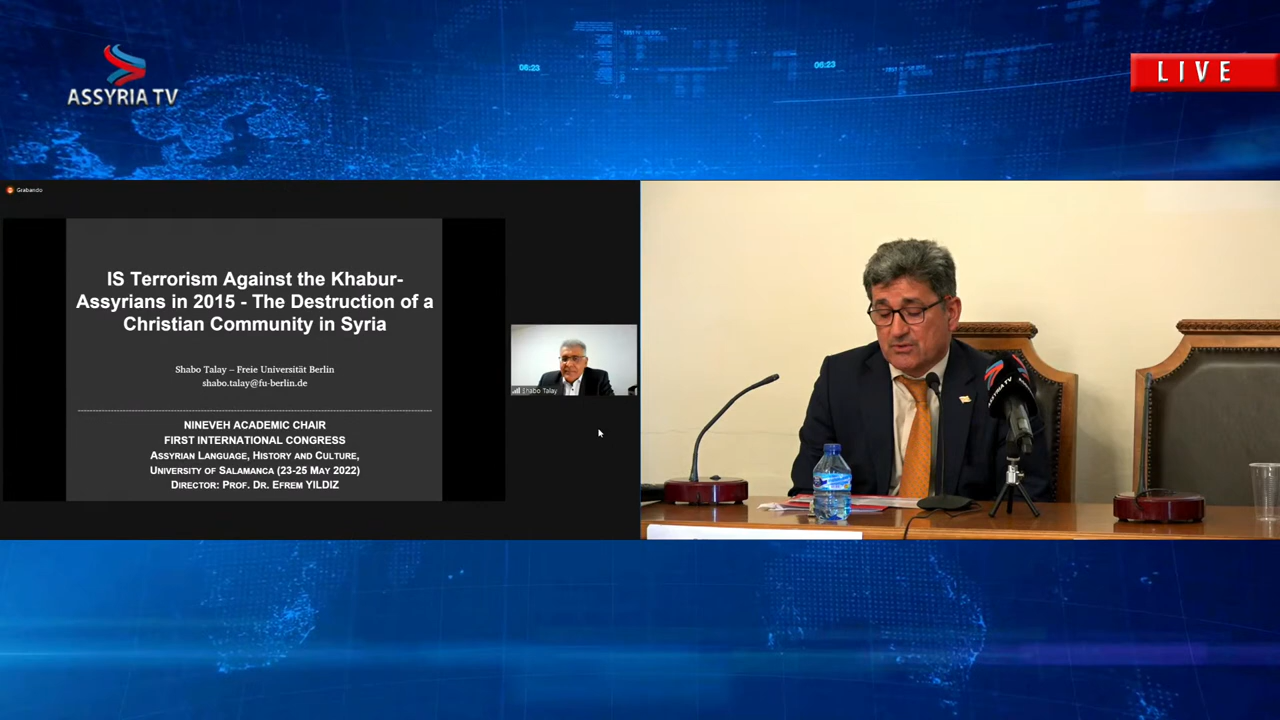 06:23
06:23
LIVE
ASSYRIA TV
Grabando
IS Terrorism Against the Khabur-
Assyrians in 2015 - The Destruction of a
Christian Community in Syria
Shabo Talay – Freie Universität Berlin
shabo.talay@fu-berlin.de
NINEVEH ACADEMIC CHAIR
FIRST INTERNATIONAL CONGRESS
ASSYRIAN LANGUAGE, HISTORY AND CULTURE,
UNIVERSITY OF SALAMANCA (23-25 MAY 2022)
DIRECTOR: PROF. DR. EFREM YILDIZ
Shabo Talay
ASSYRIA TV